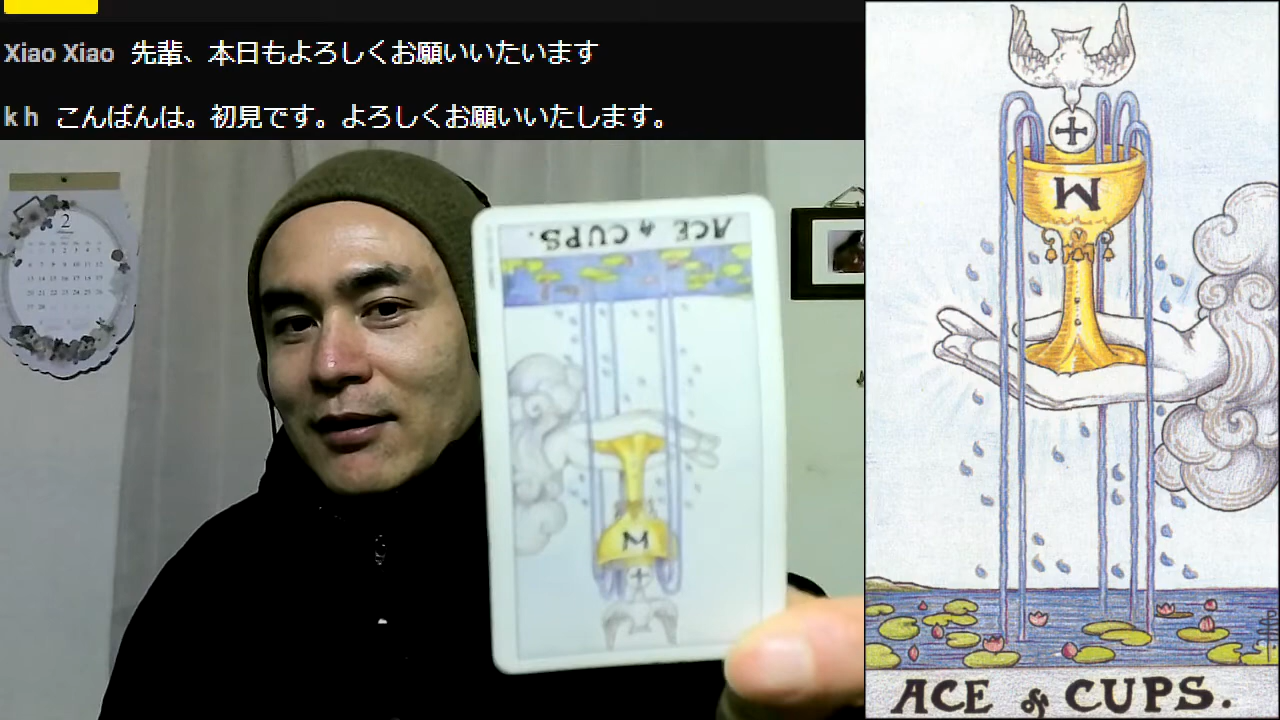 Xiao Xiao 先輩、本日もよろしくお願いいたいます
k h こんばんは。初見です。よろしくお願いいたします。
2
ACE of CUPS.
M
W
ACE of CUPS.